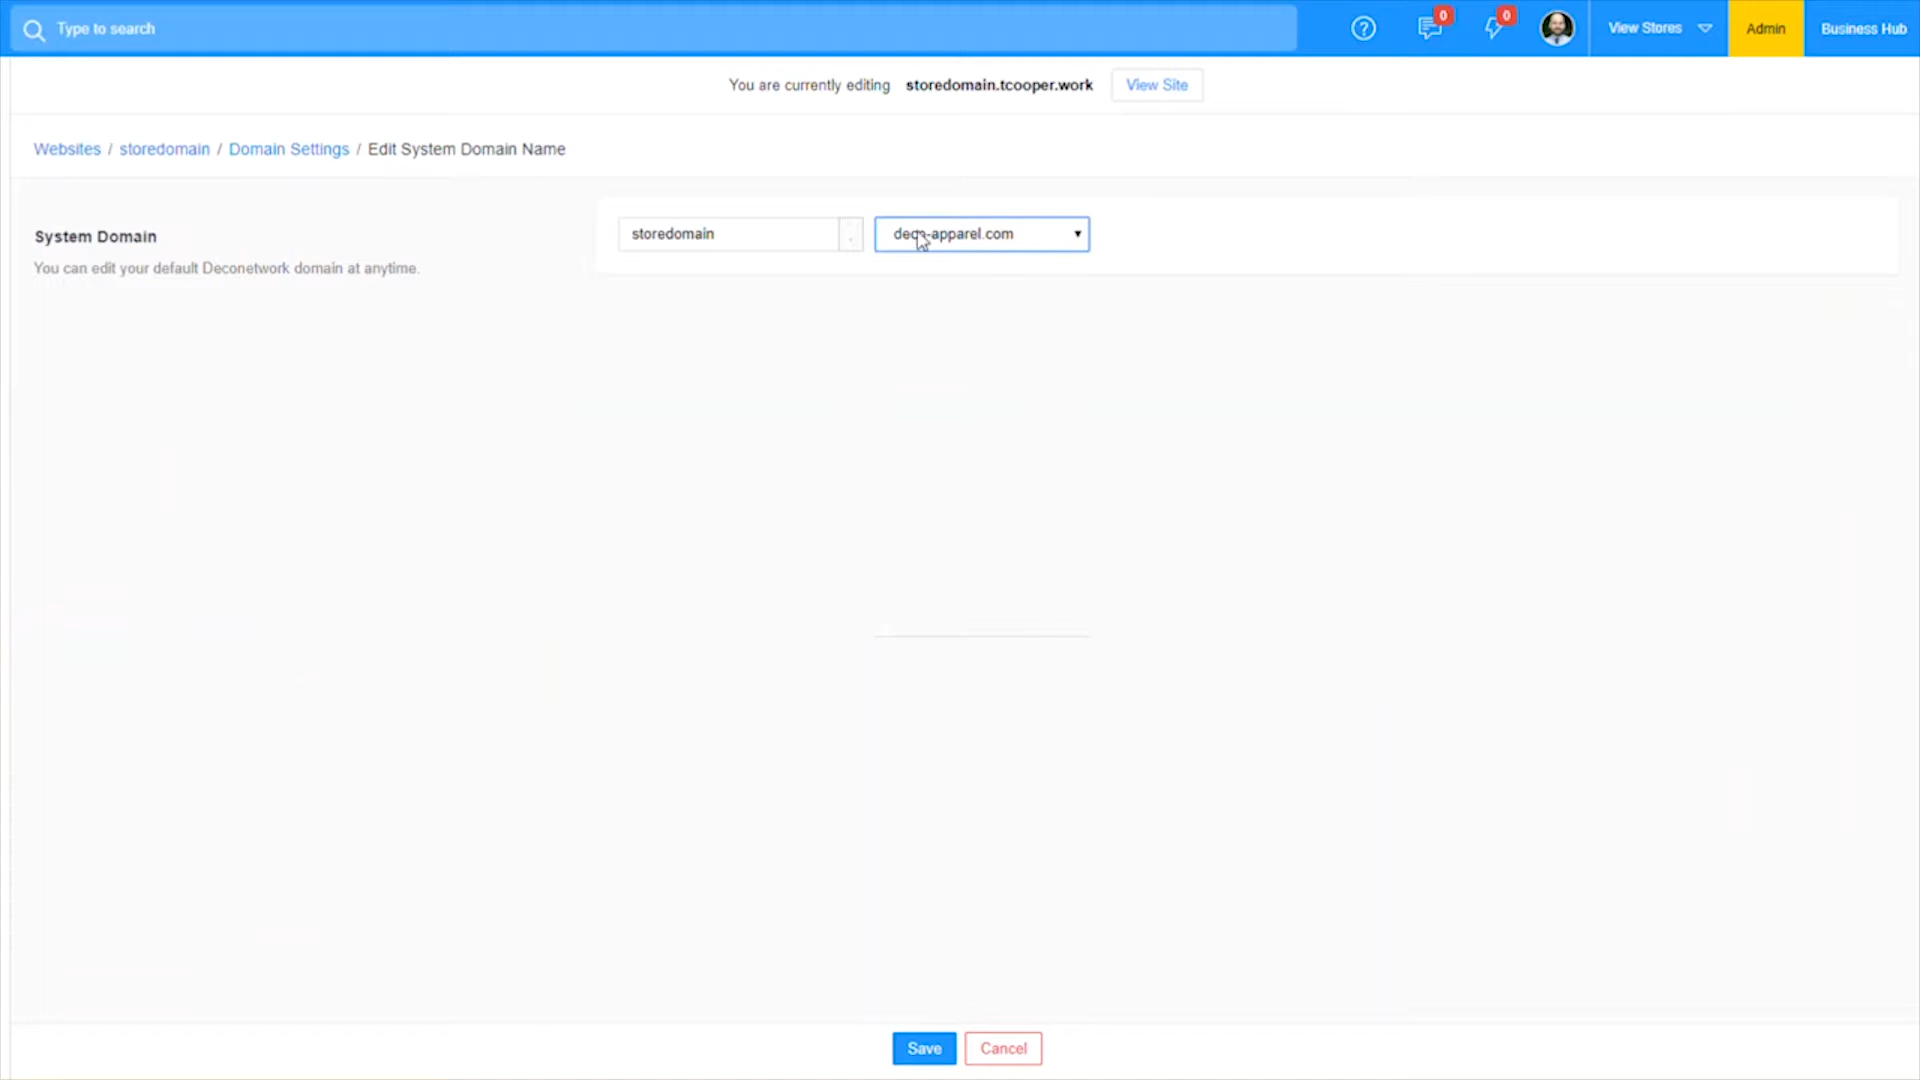 Type to search
0
0
View Stores
Admin
Business Hub
You are currently editing storedomain.tcooper.work View Site
Websites / storedomain / Domain Settings / Edit System Domain Name
System Domain
You can edit your default Deconetwork domain at anytime.
storedomain . deco-apparel.com
Save
Cancel